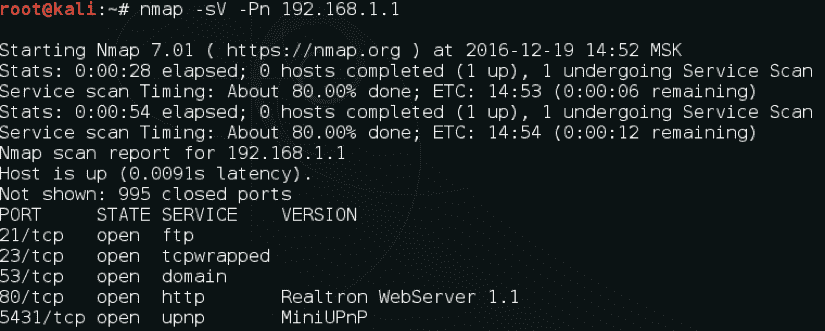 root@kali:~# nmap -sV -Pn 192.168.1.1
Starting Nmap 7.01 ( https://nmap.org ) at 2016-12-19 14:52 MSK
Stats: 0:00:28 elapsed; 0 hosts completed (1 up), 1 undergoing Service Scan
Service scan Timing: About 80.00% done; ETC: 14:53 (0:00:06 remaining)
Stats: 0:00:54 elapsed; 0 hosts completed (1 up), 1 undergoing Service Scan
Service scan Timing: About 80.00% done; ETC: 14:54 (0:00:12 remaining)
Nmap scan report for 192.168.1.1
Host is up (0.0091s latency).
Not shown: 995 closed ports
PORT     STATE SERVICE    VERSION
21/tcp   open  ftp
23/tcp   open  tcpwrapped
53/tcp   open  domain
80/tcp   open  http       Realtron WebServer 1.1
5431/tcp open  upnp       MiniUPnP